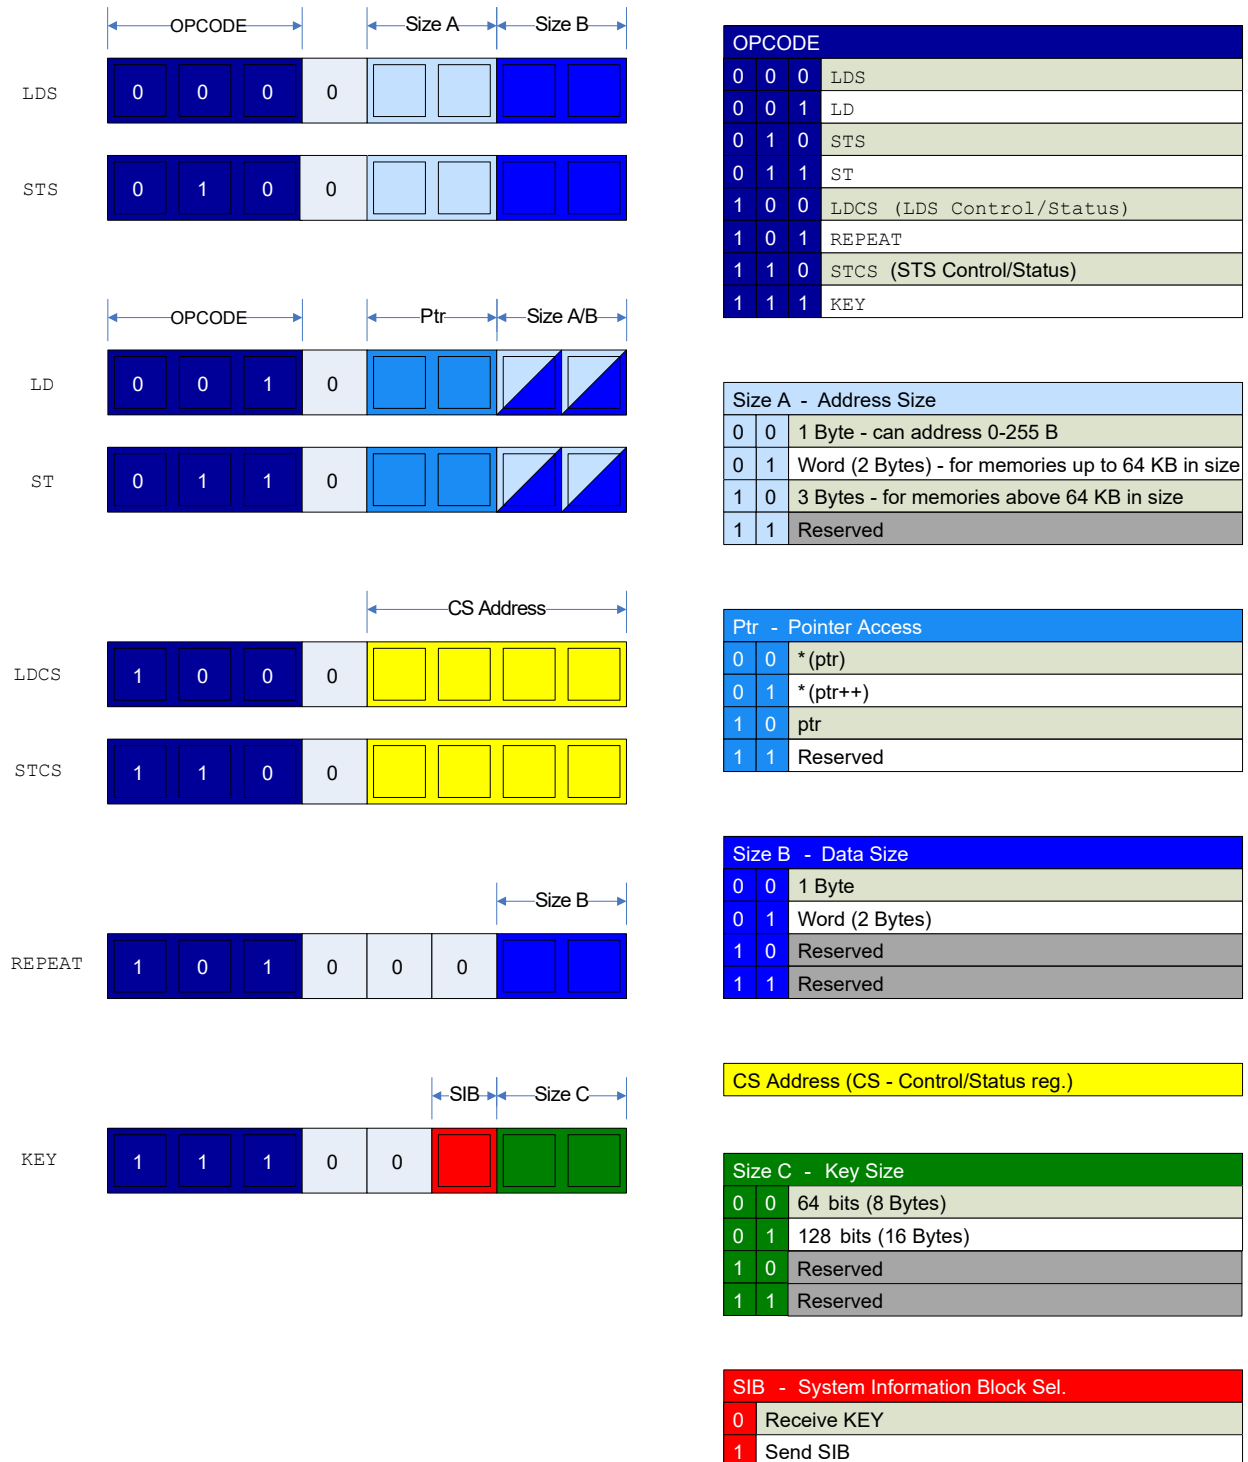 OPCODE Size A Size B
LDS 0 0 0 0
STS 0 1 0 0
OPCODE Ptr Size A/B
LD 0 0 1 0
ST 0 1 1 0
CS Address
LDCS 1 0 0 0
STCS 1 1 0 0
Size B
REPEAT 1 0 1 0 0 0
SIB Size C
KEY 1 1 1 0 0
OPCODE
0 0 0 LDS
0 0 1 LD
0 1 0 STS
0 1 1 ST
1 0 0 LDCS (LDS Control/Status)
1 0 1 REPEAT
1 1 0 STCS (STS Control/Status)
1 1 1 KEY
Size A - Address Size
0 0 1 Byte - can address 0-255 B
0 1 Word (2 Bytes) - for memories up to 64 KB in size
1 0 3 Bytes - for memories above 64 KB in size
1 1 Reserved
Ptr - Pointer Access
0 0 *(ptr)
0 1 *(ptr++)
1 0 ptr
1 1 Reserved
Size B - Data Size
0 0 1 Byte
0 1 Word (2 Bytes)
1 0 Reserved
1 1 Reserved
CS Address (CS - Control/Status reg.)
Size C - Key Size
0 0 64 bits (8 Bytes)
0 1 128 bits (16 Bytes)
1 0 Reserved
1 1 Reserved
SIB - System Information Block Sel.
0 Receive KEY
1 Send SIB